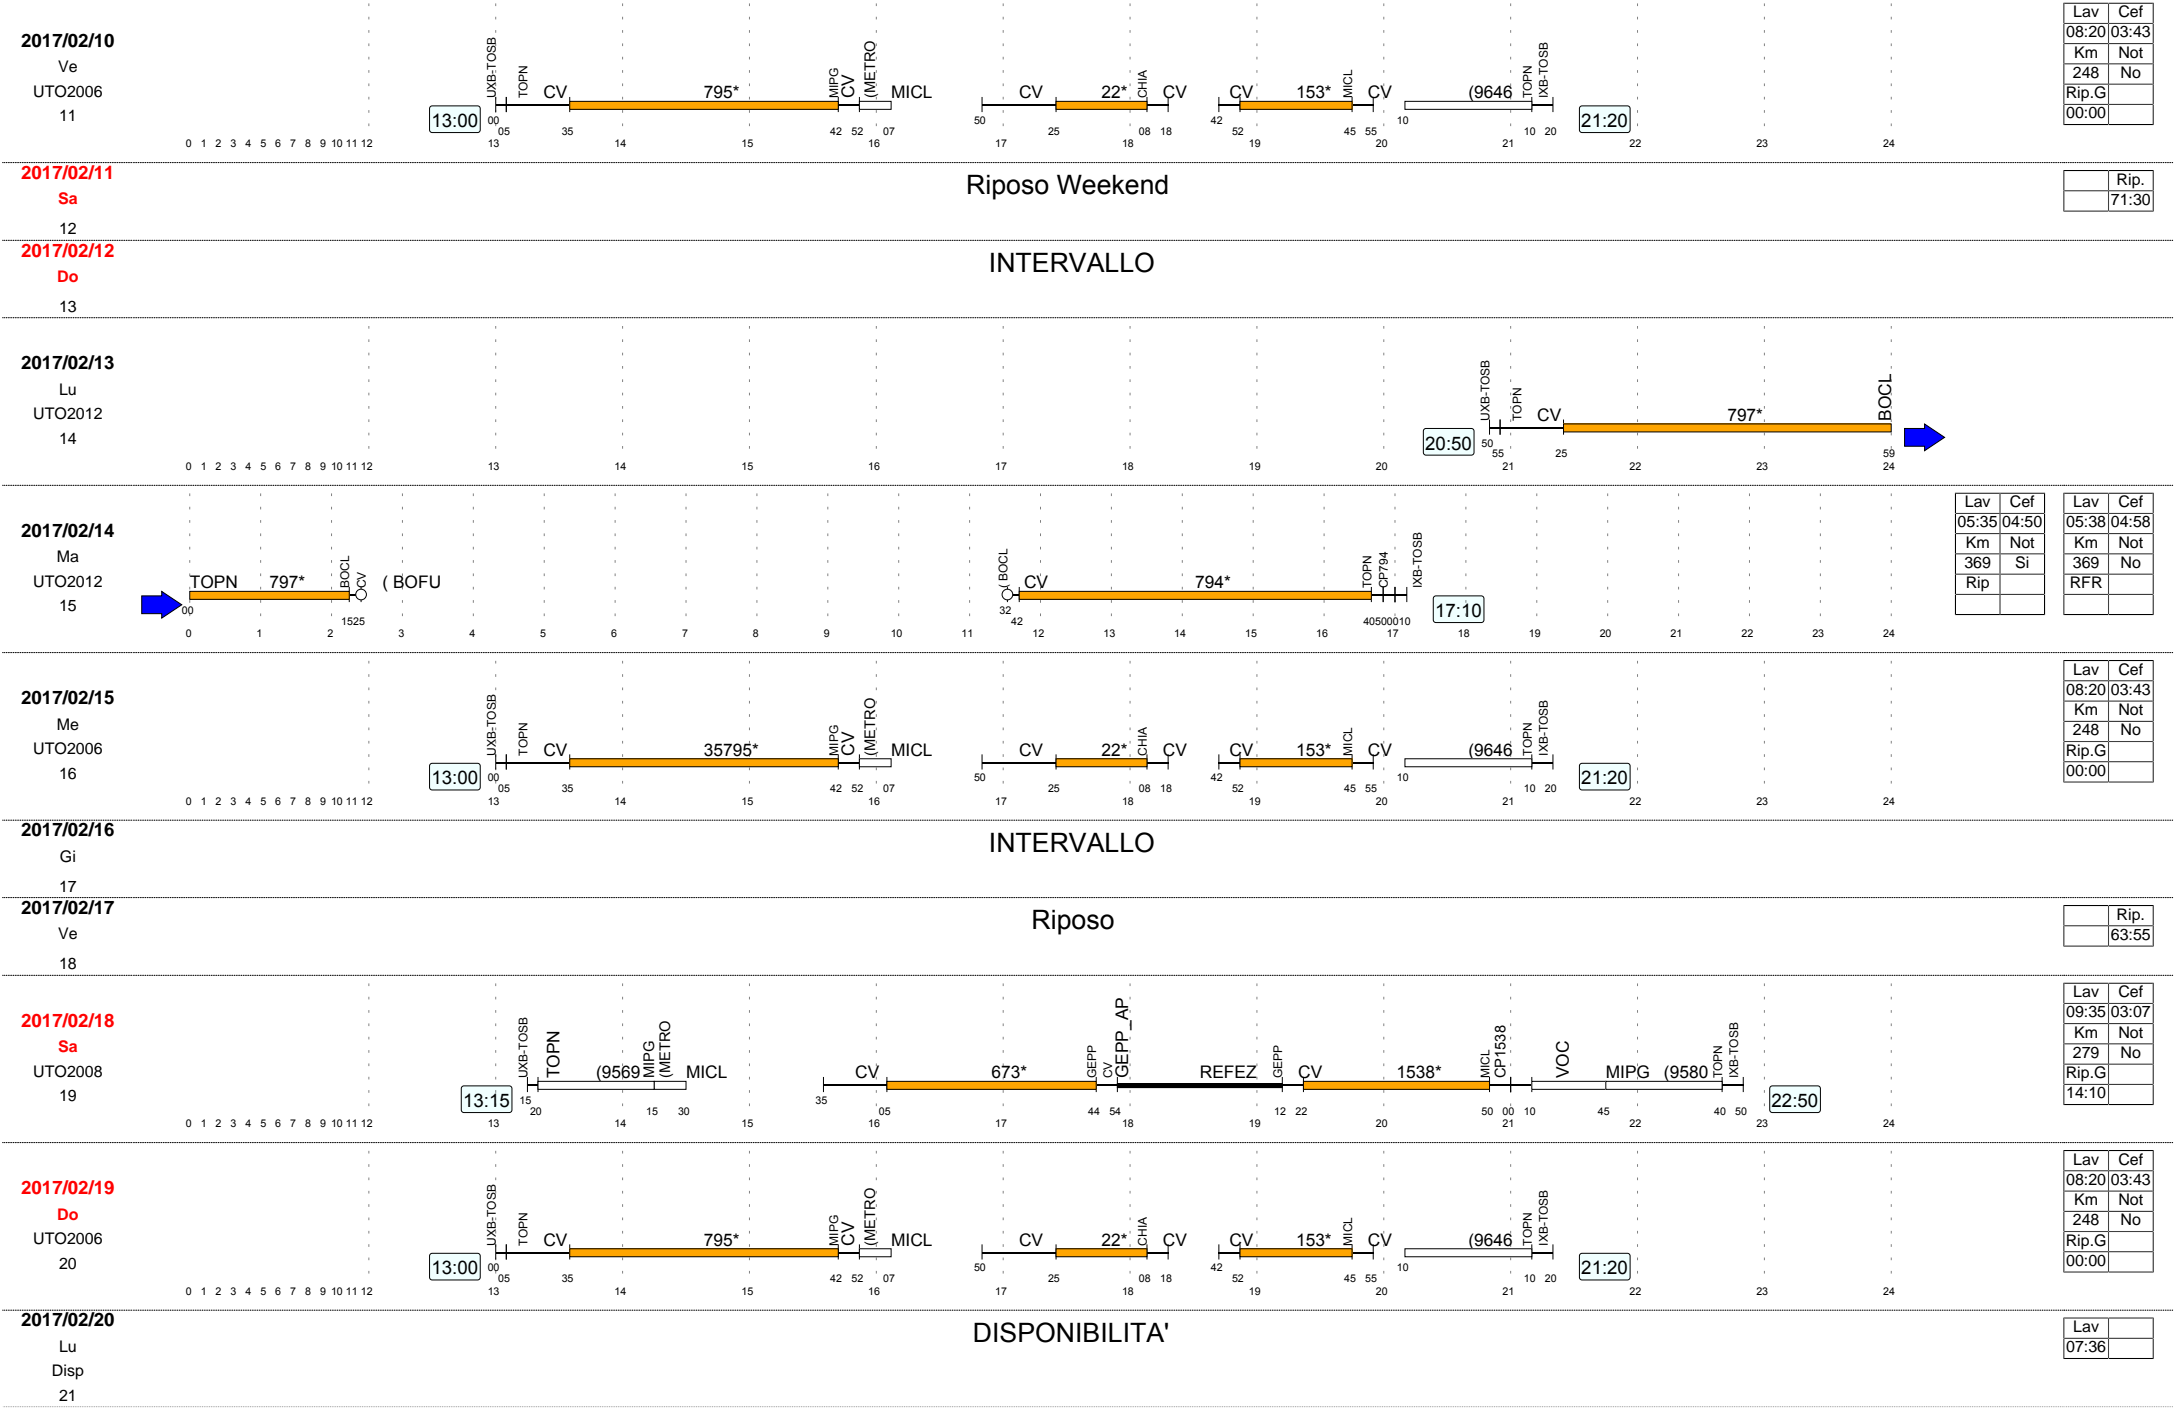 2017/02/10
Ve
UTO2006
11
13:00
UXB-TOSB TOPN CV 795* MIPG CV (METRO MICL CV 22* CHIA CV CV 153* MICL CV (9646 TOPN IXB-TOSB
00 05 35 42 52 07 50 25 08 18 42 52 45 55 10 10 20
21:20
0 1 2 3 4 5 6 7 8 9 10 11 12 13 14 15 16 17 18 19 20 21 22 23 24
Lav Cef
08:20 03:43
Km Not
248 No
Rip.G
00:00
2017/02/11
Sa
12
Riposo Weekend
Rip.
71:30
2017/02/12
Do
13
INTERVALLO
2017/02/13
Lu
UTO2012
14
20:50
UXB-TOSB TOPN CV 797* BOCL
50 55 25 59
0 1 2 3 4 5 6 7 8 9 10 11 12 13 14 15 16 17 18 19 20 21 22 23 24
2017/02/14
Ma
UTO2012
15
TOPN 797* BOCL CV ( BOFU ( BOCL CV 794* TOPN CP794 IXB-TOSB
00 1525 32 42 40500010
17:10
0 1 2 3 4 5 6 7 8 9 10 11 12 13 14 15 16 17 18 19 20 21 22 23 24
Lav Cef Lav Cef
05:35 04:50 05:38 04:58
Km Not Km Not
369 Si 369 No
Rip RFR
2017/02/15
Me
UTO2006
16
13:00
UXB-TOSB TOPN CV 35795* MIPG CV (METRO MICL CV 22* CHIA CV CV 153* MICL CV (9646 TOPN IXB-TOSB
00 05 35 42 52 07 50 25 08 18 42 52 45 55 10 10 20
21:20
0 1 2 3 4 5 6 7 8 9 10 11 12 13 14 15 16 17 18 19 20 21 22 23 24
Lav Cef
08:20 03:43
Km Not
248 No
Rip.G
00:00
2017/02/16
Gi
17
INTERVALLO
2017/02/17
Ve
18
Riposo
Rip.
63:55
2017/02/18
Sa
UTO2008
19
13:15
UXB-TOSB TOPN (9569 MIPG (METRO MICL CV 673* GEPP CV GEPP_AP REFEZ GEPP CV 1538* MICL CP1538 VOC MIPG (9580 TOPN IXB-TOSB
15 20 15 30 35 05 44 54 12 22 50 00 10 45 40 50
22:50
0 1 2 3 4 5 6 7 8 9 10 11 12 13 14 15 16 17 18 19 20 21 22 23 24
Lav Cef
09:35 03:07
Km Not
279 No
Rip.G
14:10
2017/02/19
Do
UTO2006
20
13:00
UXB-TOSB TOPN CV 795* MIPG CV (METRO MICL CV 22* CHIA CV CV 153* MICL CV (9646 TOPN IXB-TOSB
00 05 35 42 52 07 50 25 08 18 42 52 45 55 10 10 20
21:20
0 1 2 3 4 5 6 7 8 9 10 11 12 13 14 15 16 17 18 19 20 21 22 23 24
Lav Cef
08:20 03:43
Km Not
248 No
Rip.G
00:00
2017/02/20
Lu
Disp
21
DISPONIBILITA'
Lav
07:36